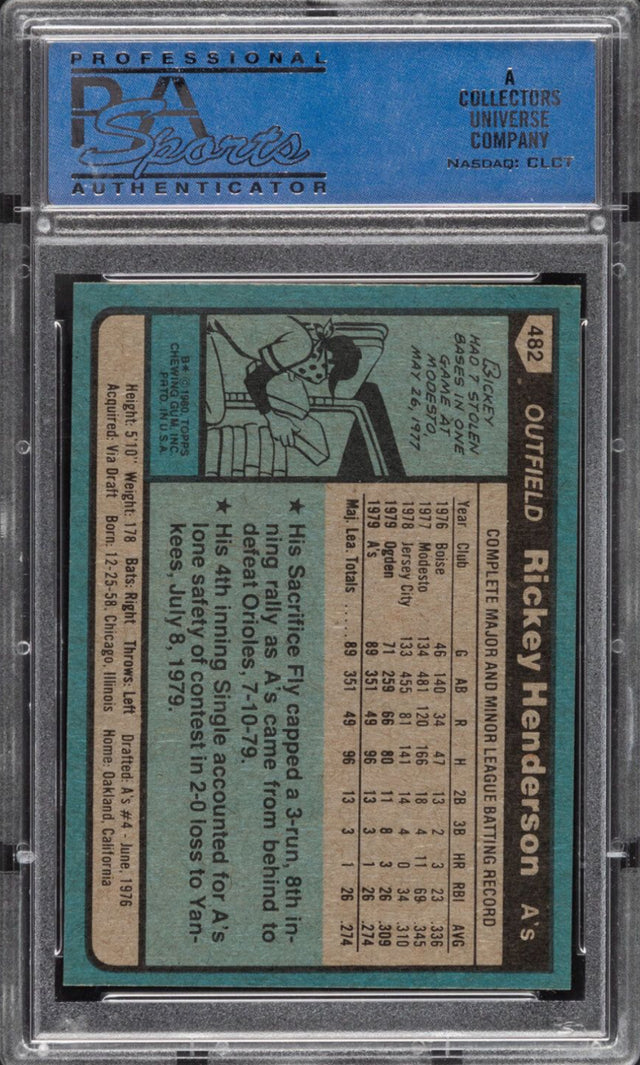 PROFESSIONAL
PSA
Sports
AUTHENTICATOR
A
COLLECTORS
UNIVERSE
COMPANY
NASDAQ: CLCT
482 OUTFIELD Rickey Henderson A's
RICKEY
HAD 7 STOLEN
BASES IN ONE
GAME AT
MODESTO,
MAY 26, 1977
B* © 1980 TOPPS
CHEWING GUM, INC.
PRTD. IN U.S.A.
COMPLETE MAJOR AND MINOR LEAGUE BATTING RECORD
Year Club G AB R H 2B 3B HR RBI AVG
1976 Boise 46 140 34 47 13 2 3 23 .336
1977 Modesto 134 481 120 166 18 4 11 69 .345
1978 Jersey City 133 455 81 141 14 4 0 34 .310
1979 Ogden 71 259 66 80 11 8 3 26 .309
1979 A's 89 351 49 96 13 3 1 26 .274
Maj. Lea. Totals ...... 89 351 49 96 13 3 1 26 .274
★ His Sacrifice Fly capped a 3-run, 8th in-
ning rally as A's came from behind to
defeat Orioles, 7-10-79.
★ His 4th inning Single accounted for A's
lone safety of contest in 2-0 loss to Yan-
kees, July 8, 1979.
Height: 5'10" Weight: 178 Bats: Right Throws: Left Drafted: A's #4 - June, 1976
Acquired: Via Draft Born: 12-25-58, Chicago, Illinois Home: Oakland, California